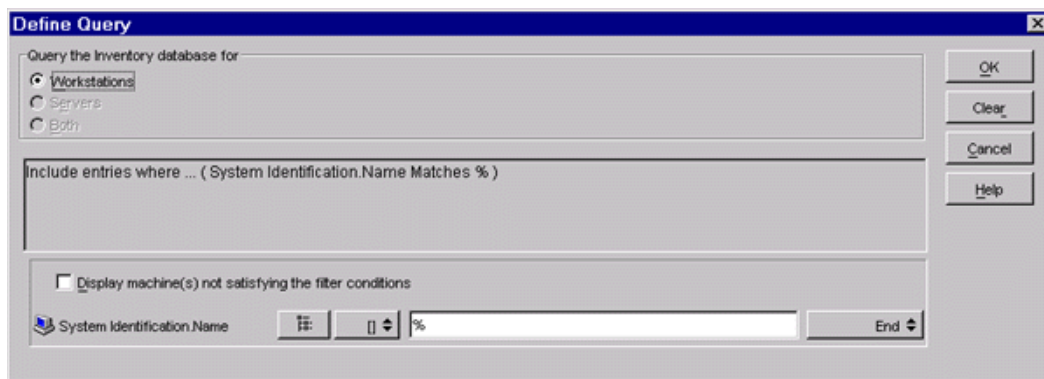 Define Query
Query the Inventory database for
Workstations
Servers
Both
OK
Clear
Cancel
Help
Include entries where ... ( System Identification.Name Matches % )
Display machine(s) not satisfying the filter conditions
System Identification.Name [] % End